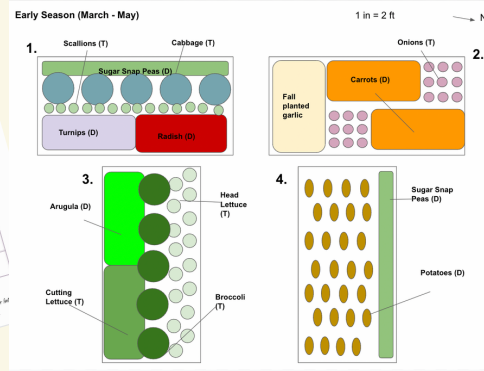 Early Season (March - May)
1 in = 2 ft
N
1.
Scallions (T)
Cabbage (T)
Sugar Snap Peas (D)
Turnips (D)
Radish (D)
2.
Onions (T)
Carrots (D)
Fall
planted
garlic
3.
Arugula (D)
Head
Lettuce
(T)
Cutting
Lettuce (T)
Broccoli
(T)
4.
Sugar Snap
Peas (D)
Potatoes (D)